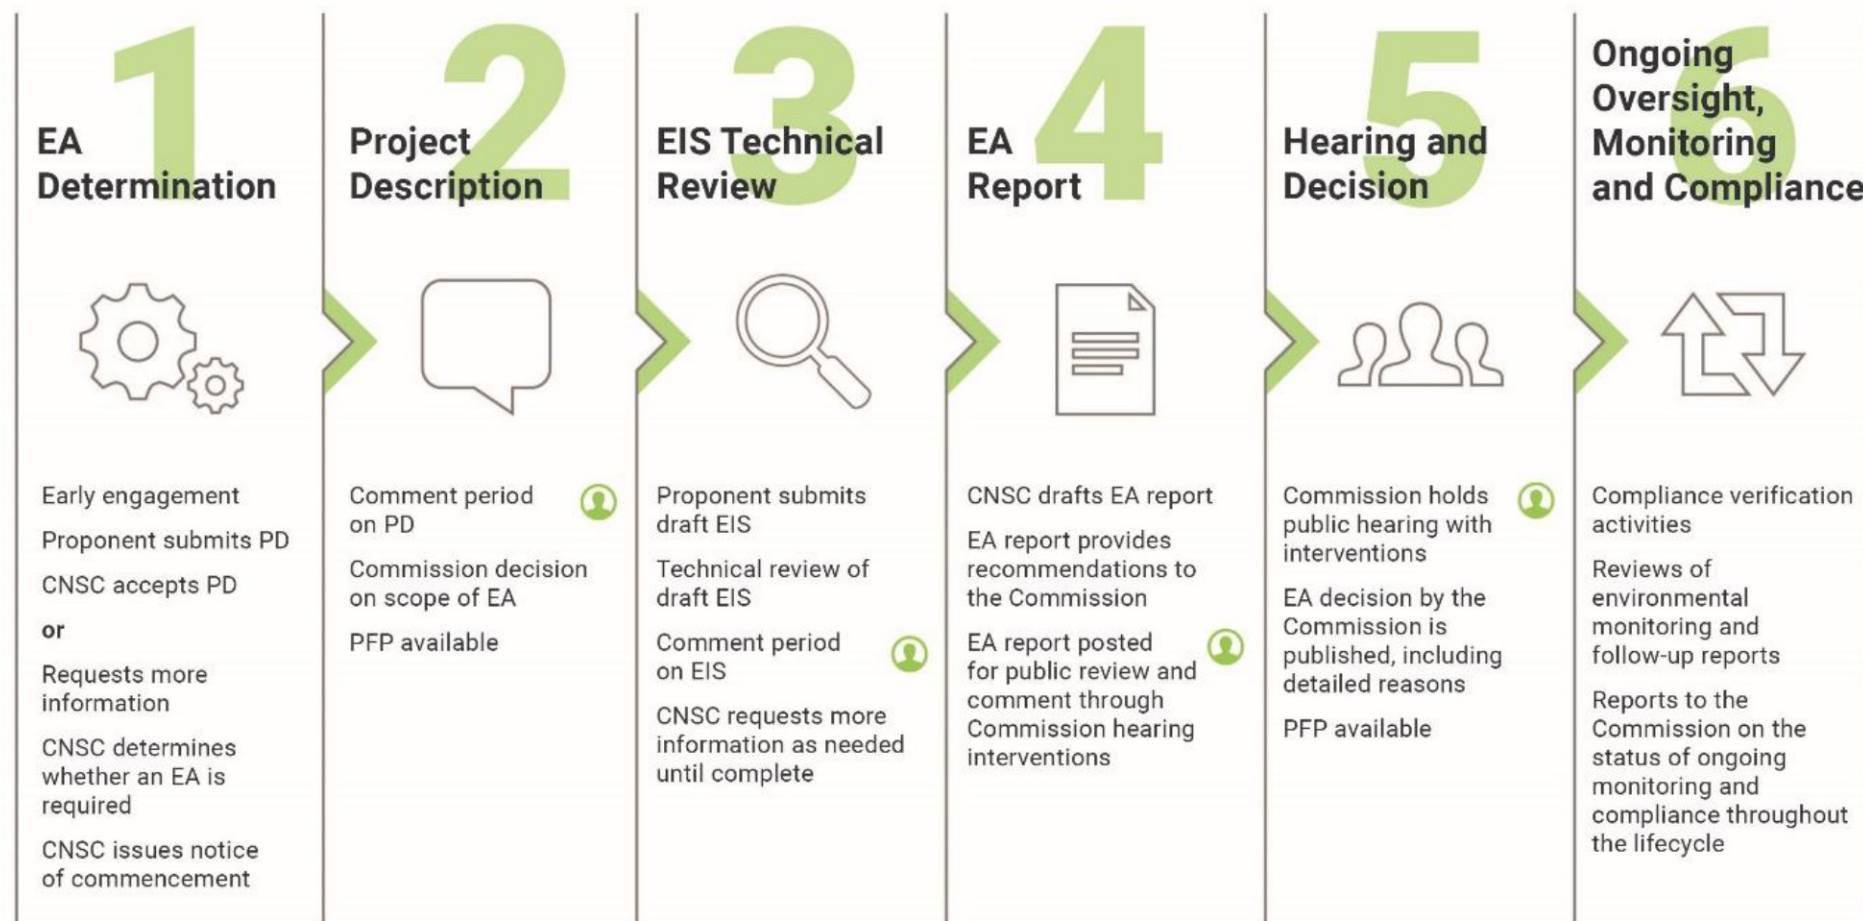 1
EA
Determination
Early engagement
Proponent submits PD
CNSC accepts PD
or
Requests more
information
CNSC determines
whether an EA is
required
CNSC issues notice
of commencement
2
Project
Description
Comment period
on PD
Commission decision
on scope of EA
PFP available
3
EIS Technical
Review
Proponent submits
draft EIS
Technical review of
draft EIS
Comment period
on EIS
CNSC requests more
information as needed
until complete
4
EA
Report
CNSC drafts EA report
EA report provides
recommendations to
the Commission
EA report posted
for public review and
comment through
Commission hearing
interventions
5
Hearing and
Decision
Commission holds
public hearing with
interventions
EA decision by the
Commission is
published, including
detailed reasons
PFP available
6
Ongoing
Oversight,
Monitoring
and Compliance
Compliance verification
activities
Reviews of
environmental
monitoring and
follow-up reports
Reports to the
Commission on the
status of ongoing
monitoring and
compliance throughout
the lifecycle